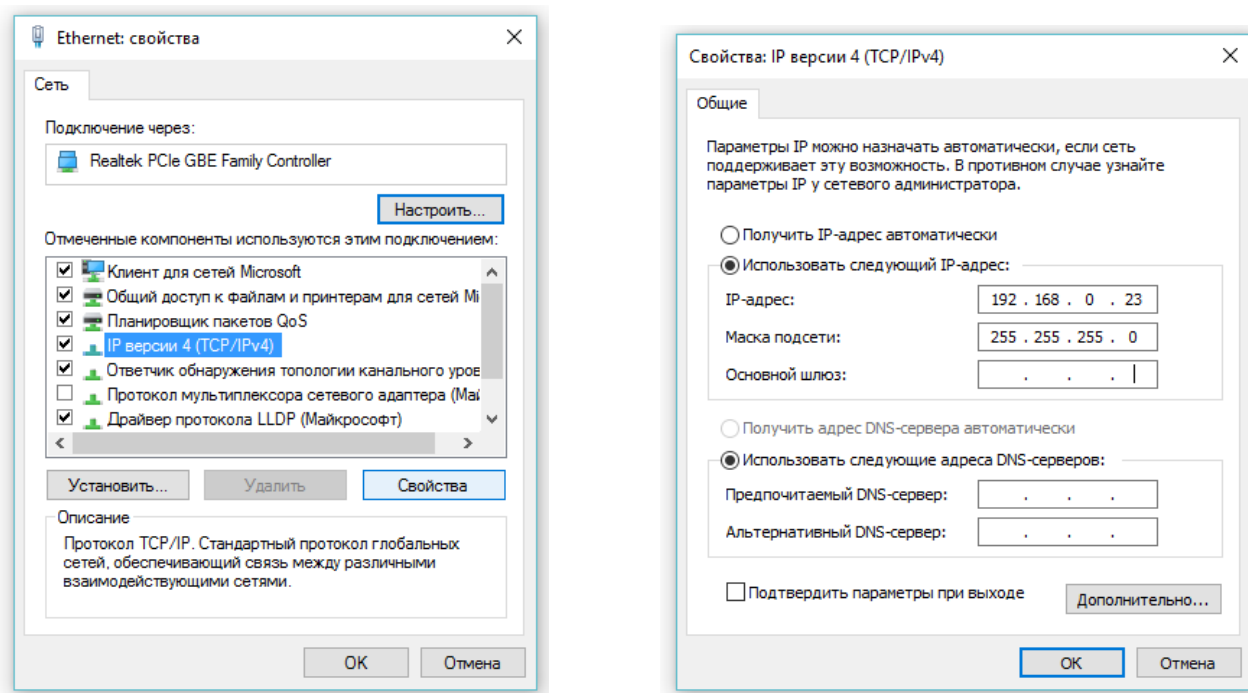 Ethernet: свойства
Сеть
Подключение через:
Realtek PCIe GBE Family Controller
Настроить...
Отмеченные компоненты используются этим подключением:
Клиент для сетей Microsoft
Общий доступ к файлам и принтерам для сетей Mi
Планировщик пакетов QoS
IP версии 4 (TCP/IPv4)
Ответчик обнаружения топологии канального уров
Протокол мультиплексора сетевого адаптера (Май
Драйвер протокола LLDP (Майкрософт)
Установить...
Удалить
Свойства
Описание
Протокол TCP/IP. Стандартный протокол глобальных
сетей, обеспечивающий связь между различными
взаимодействующими сетями.
OK
Отмена
Свойства: IP версии 4 (TCP/IPv4)
Общие
Параметры IP можно назначать автоматически, если сеть
поддерживает эту возможность. В противном случае узнайте
параметры IP у сетевого администратора.
Получить IP-адрес автоматически
Использовать следующий IP-адрес:
IP-адрес: 192 . 168 . 0 . 23
Маска подсети: 255 . 255 . 255 . 0
Основной шлюз: . . .
Получить адрес DNS-сервера автоматически
Использовать следующие адреса DNS-серверов:
Предпочитаемый DNS-сервер: . . .
Альтернативный DNS-сервер: . . .
Подтвердить параметры при выходе
Дополнительно...
OK
Отмена